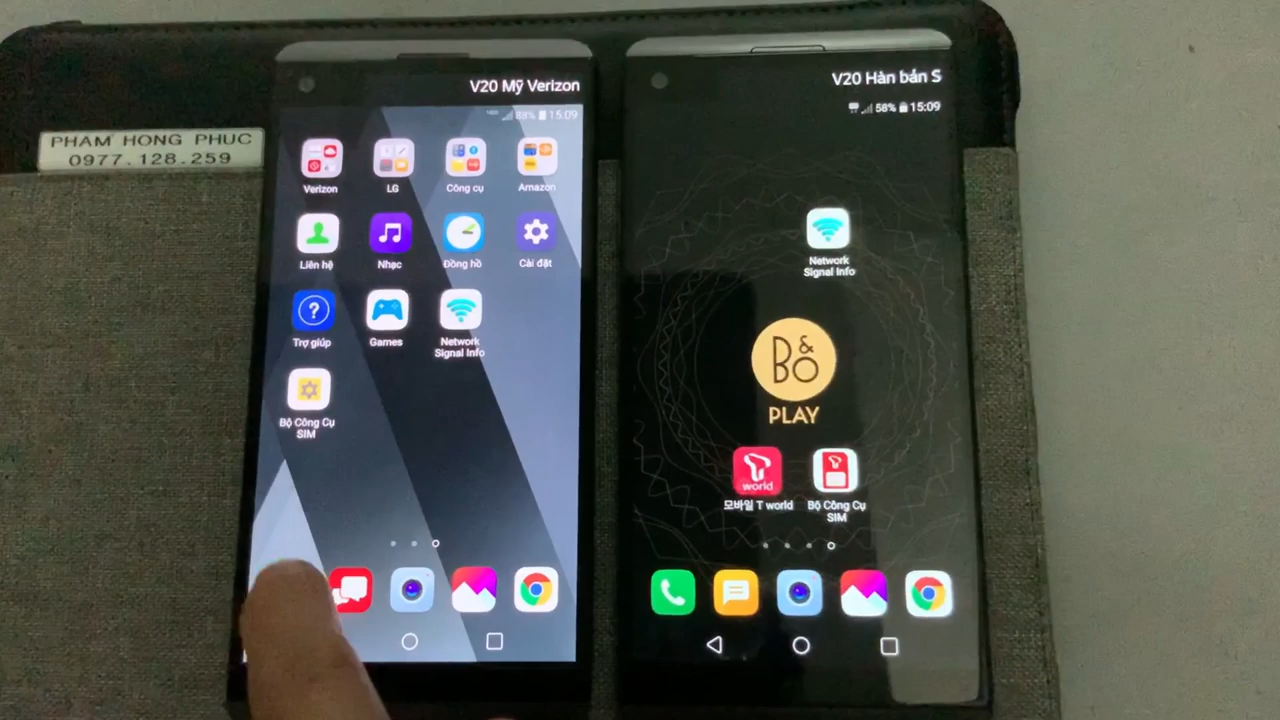 V20 Mỹ Verizon
88% 15:09
PHAM HONG PHUC
0977.128.259
Verizon
LG
Công cụ
Amazon
Liên hệ
Nhạc
Đồng hồ
Cài đặt
?
Trợ giúp
Games
Network
Signal Info
Bộ Công Cụ
SIM
V20 Hàn bản S
58% 15:09
Network
Signal Info
B&O
PLAY
world
모바일 T world
Bộ Công Cụ
SIM